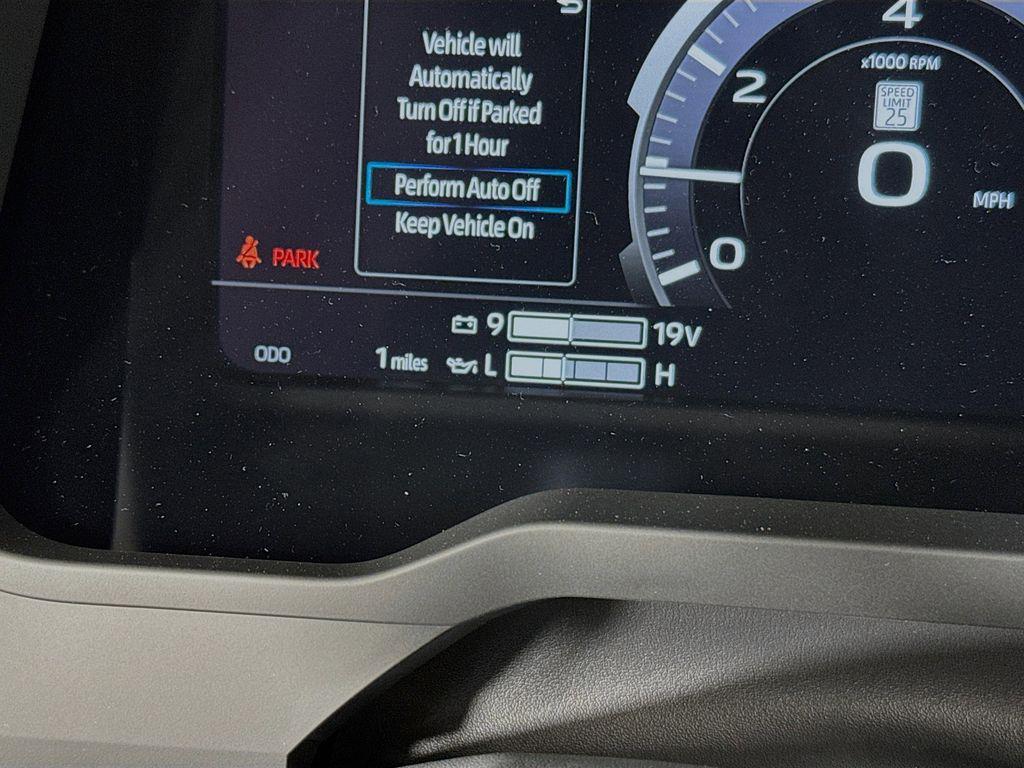 Vehicle will
Automatically
Turn Off if Parked
for 1 Hour
Perform Auto Off
Keep Vehicle On
PARK
ODO
1 miles
9
19V
L
H
4
2
0
x1000 RPM
SPEED
LIMIT
25
0
MPH